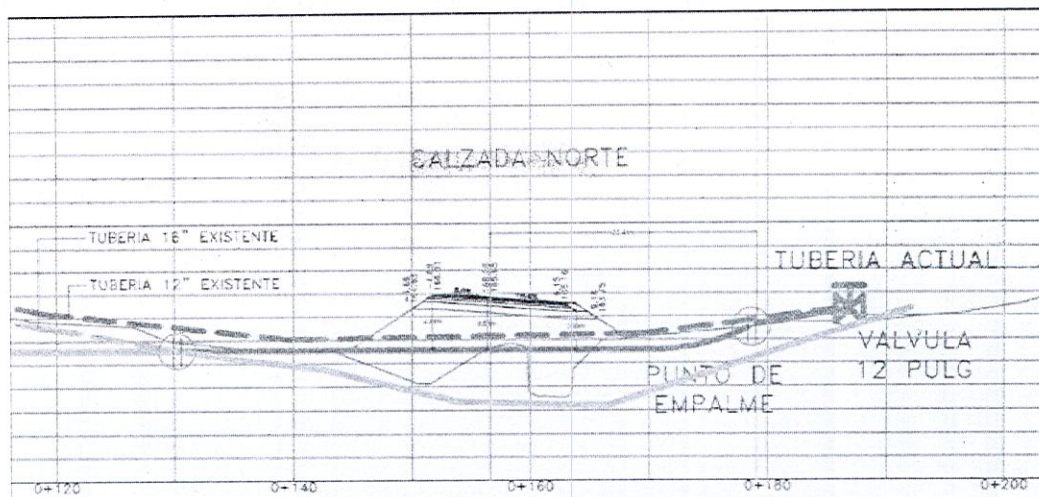 CALZADA NORTE
TUBERIA 16" EXISTENTE
TUBERIA 12" EXISTENTE
TUBERIA ACTUAL
VALVULA
12 PULG
PUNTO DE
EMPALME
0+120
0+140
0+160
0+180
0+200